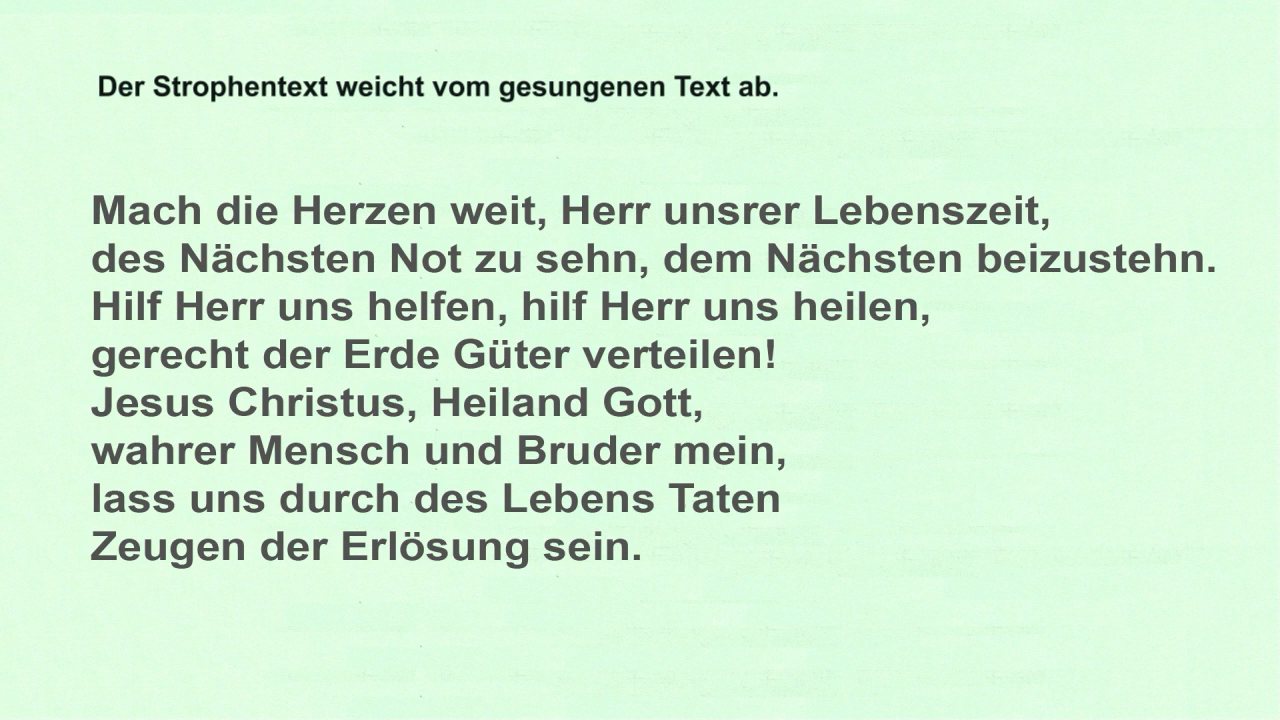 Der Strophentext weicht vom gesungenen Text ab.
Mach die Herzen weit, Herr unsrer Lebenszeit,
des Nächsten Not zu sehn, dem Nächsten beizustehn.
Hilf Herr uns helfen, hilf Herr uns heilen,
gerecht der Erde Güter verteilen!
Jesus Christus, Heiland Gott,
wahrer Mensch und Bruder mein,
lass uns durch des Lebens Taten
Zeugen der Erlösung sein.